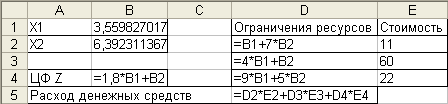 A B C D E
1 X1 3,559827017 Ограничения ресурсов Стоимость
2 X2 6,392311367 =B1+7*B2 11
3 =4*B1+B2 60
4 ЦФ Z =1,8*B1+B2 =9*B1+5*B2 22
5 Расход денежных средств =D2*E2+D3*E3+D4*E4